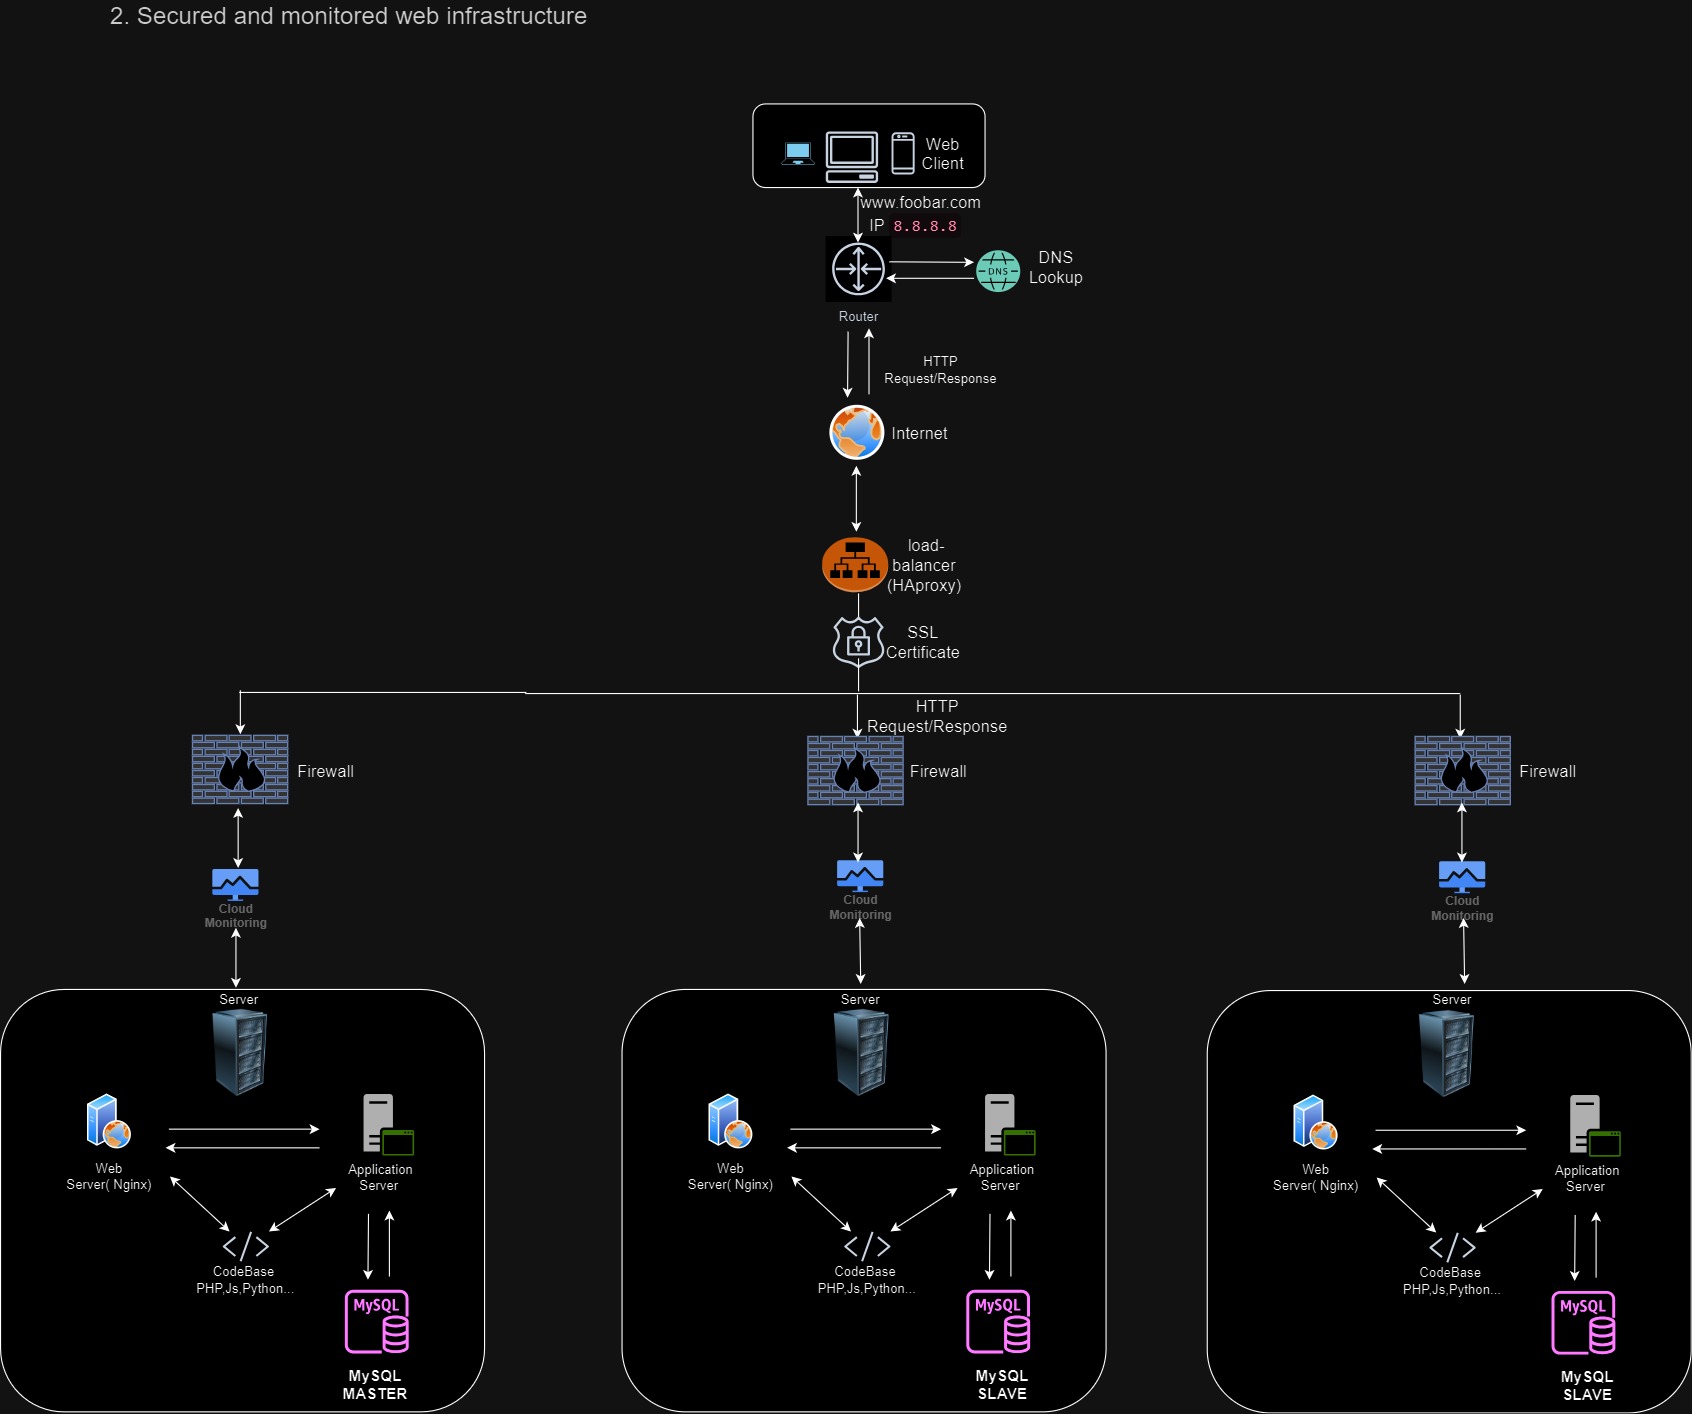 2. Secured and monitored web infrastructure
Web
Client
www.foobar.com
IP 8.8.8.8
DNS
DNS
Lookup
Router
HTTP
Request/Response
Internet
load-
balancer
(HAproxy)
SSL
Certificate
HTTP
Request/Response
Firewall
Firewall
Firewall
Cloud
Monitoring
Cloud
Monitoring
Cloud
Monitoring
Server
Web
Server( Nginx)
Application
Server
CodeBase
PHP,Js,Python...
MySQL
MySQL
MASTER
Server
Web
Server( Nginx)
Application
Server
CodeBase
PHP,Js,Python...
MySQL
MySQL
SLAVE
Server
Web
Server( Nginx)
Application
Server
CodeBase
PHP,Js,Python...
MySQL
MySQL
SLAVE